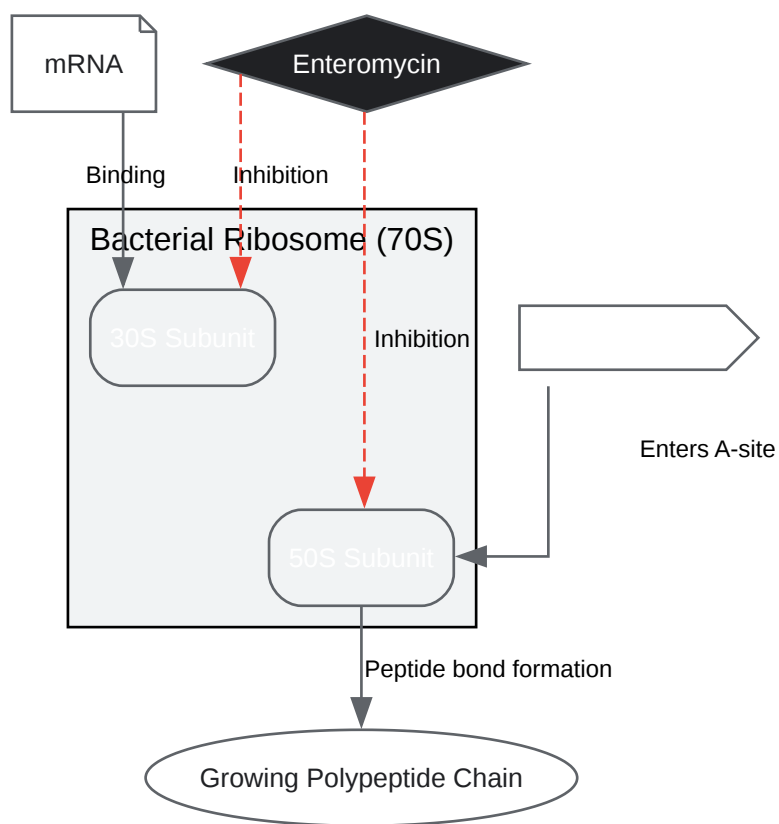 mRNA
Enteromycin
Binding
Inhibition
Bacterial Ribosome (70S)
30S Subunit
Inhibition
Enters A-site
50S Subunit
Peptide bond formation
Growing Polypeptide Chain